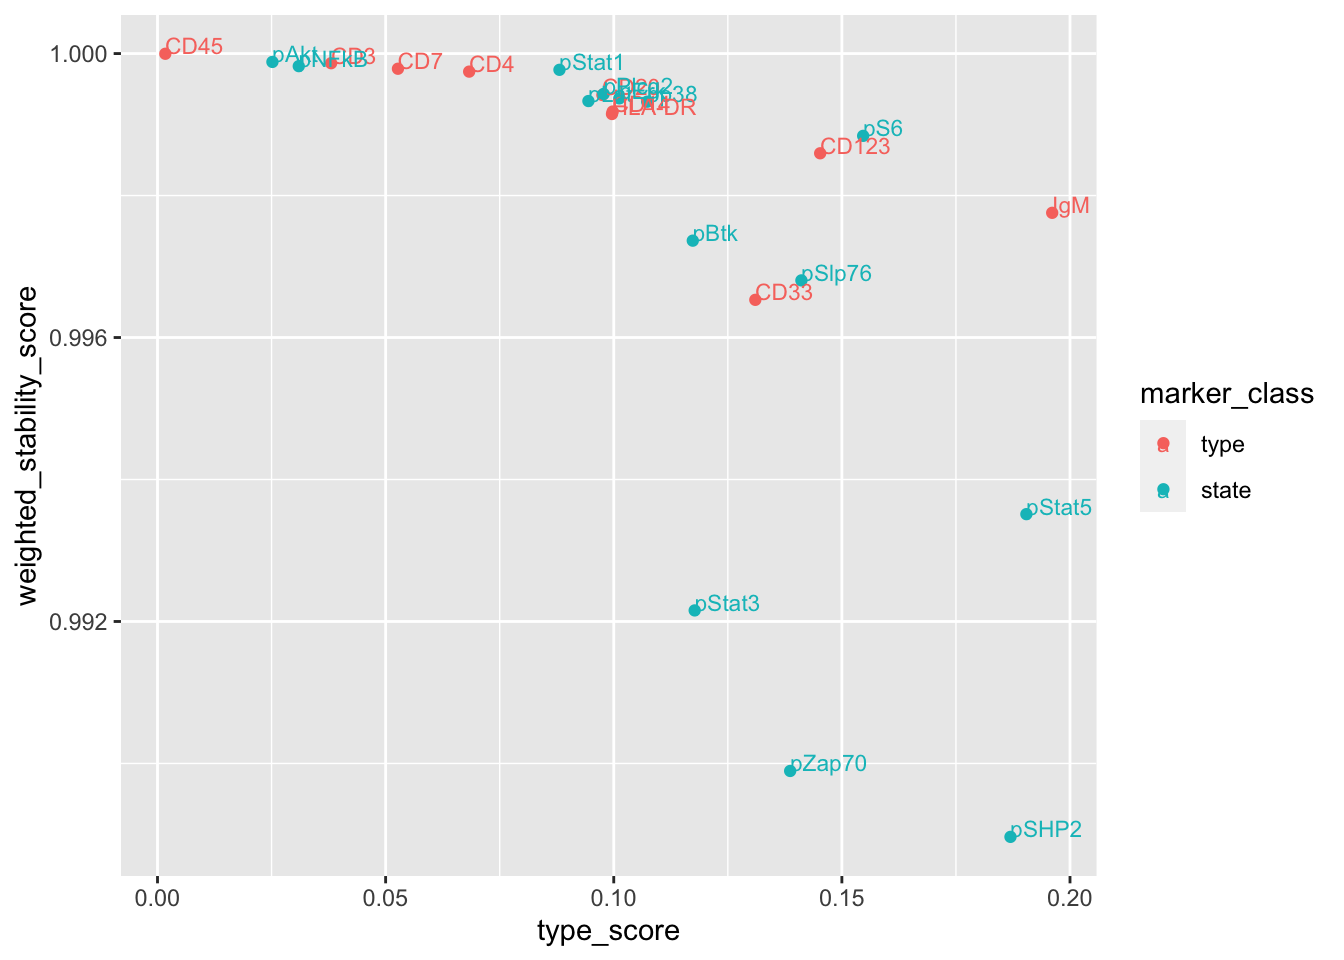 CD45
pAkt
pNFkB
CD3
CD7
CD4
pStat1
pp38
HLA-DR
pS6
CD123
IgM
pBtk
pSlp76
CD33
pStat5
pStat3
pZap70
pSHP2
1.000
0.996
0.992
weighted_stability_score
0.00 0.05 0.10 0.15 0.20
type_score
marker_class
a type
a state